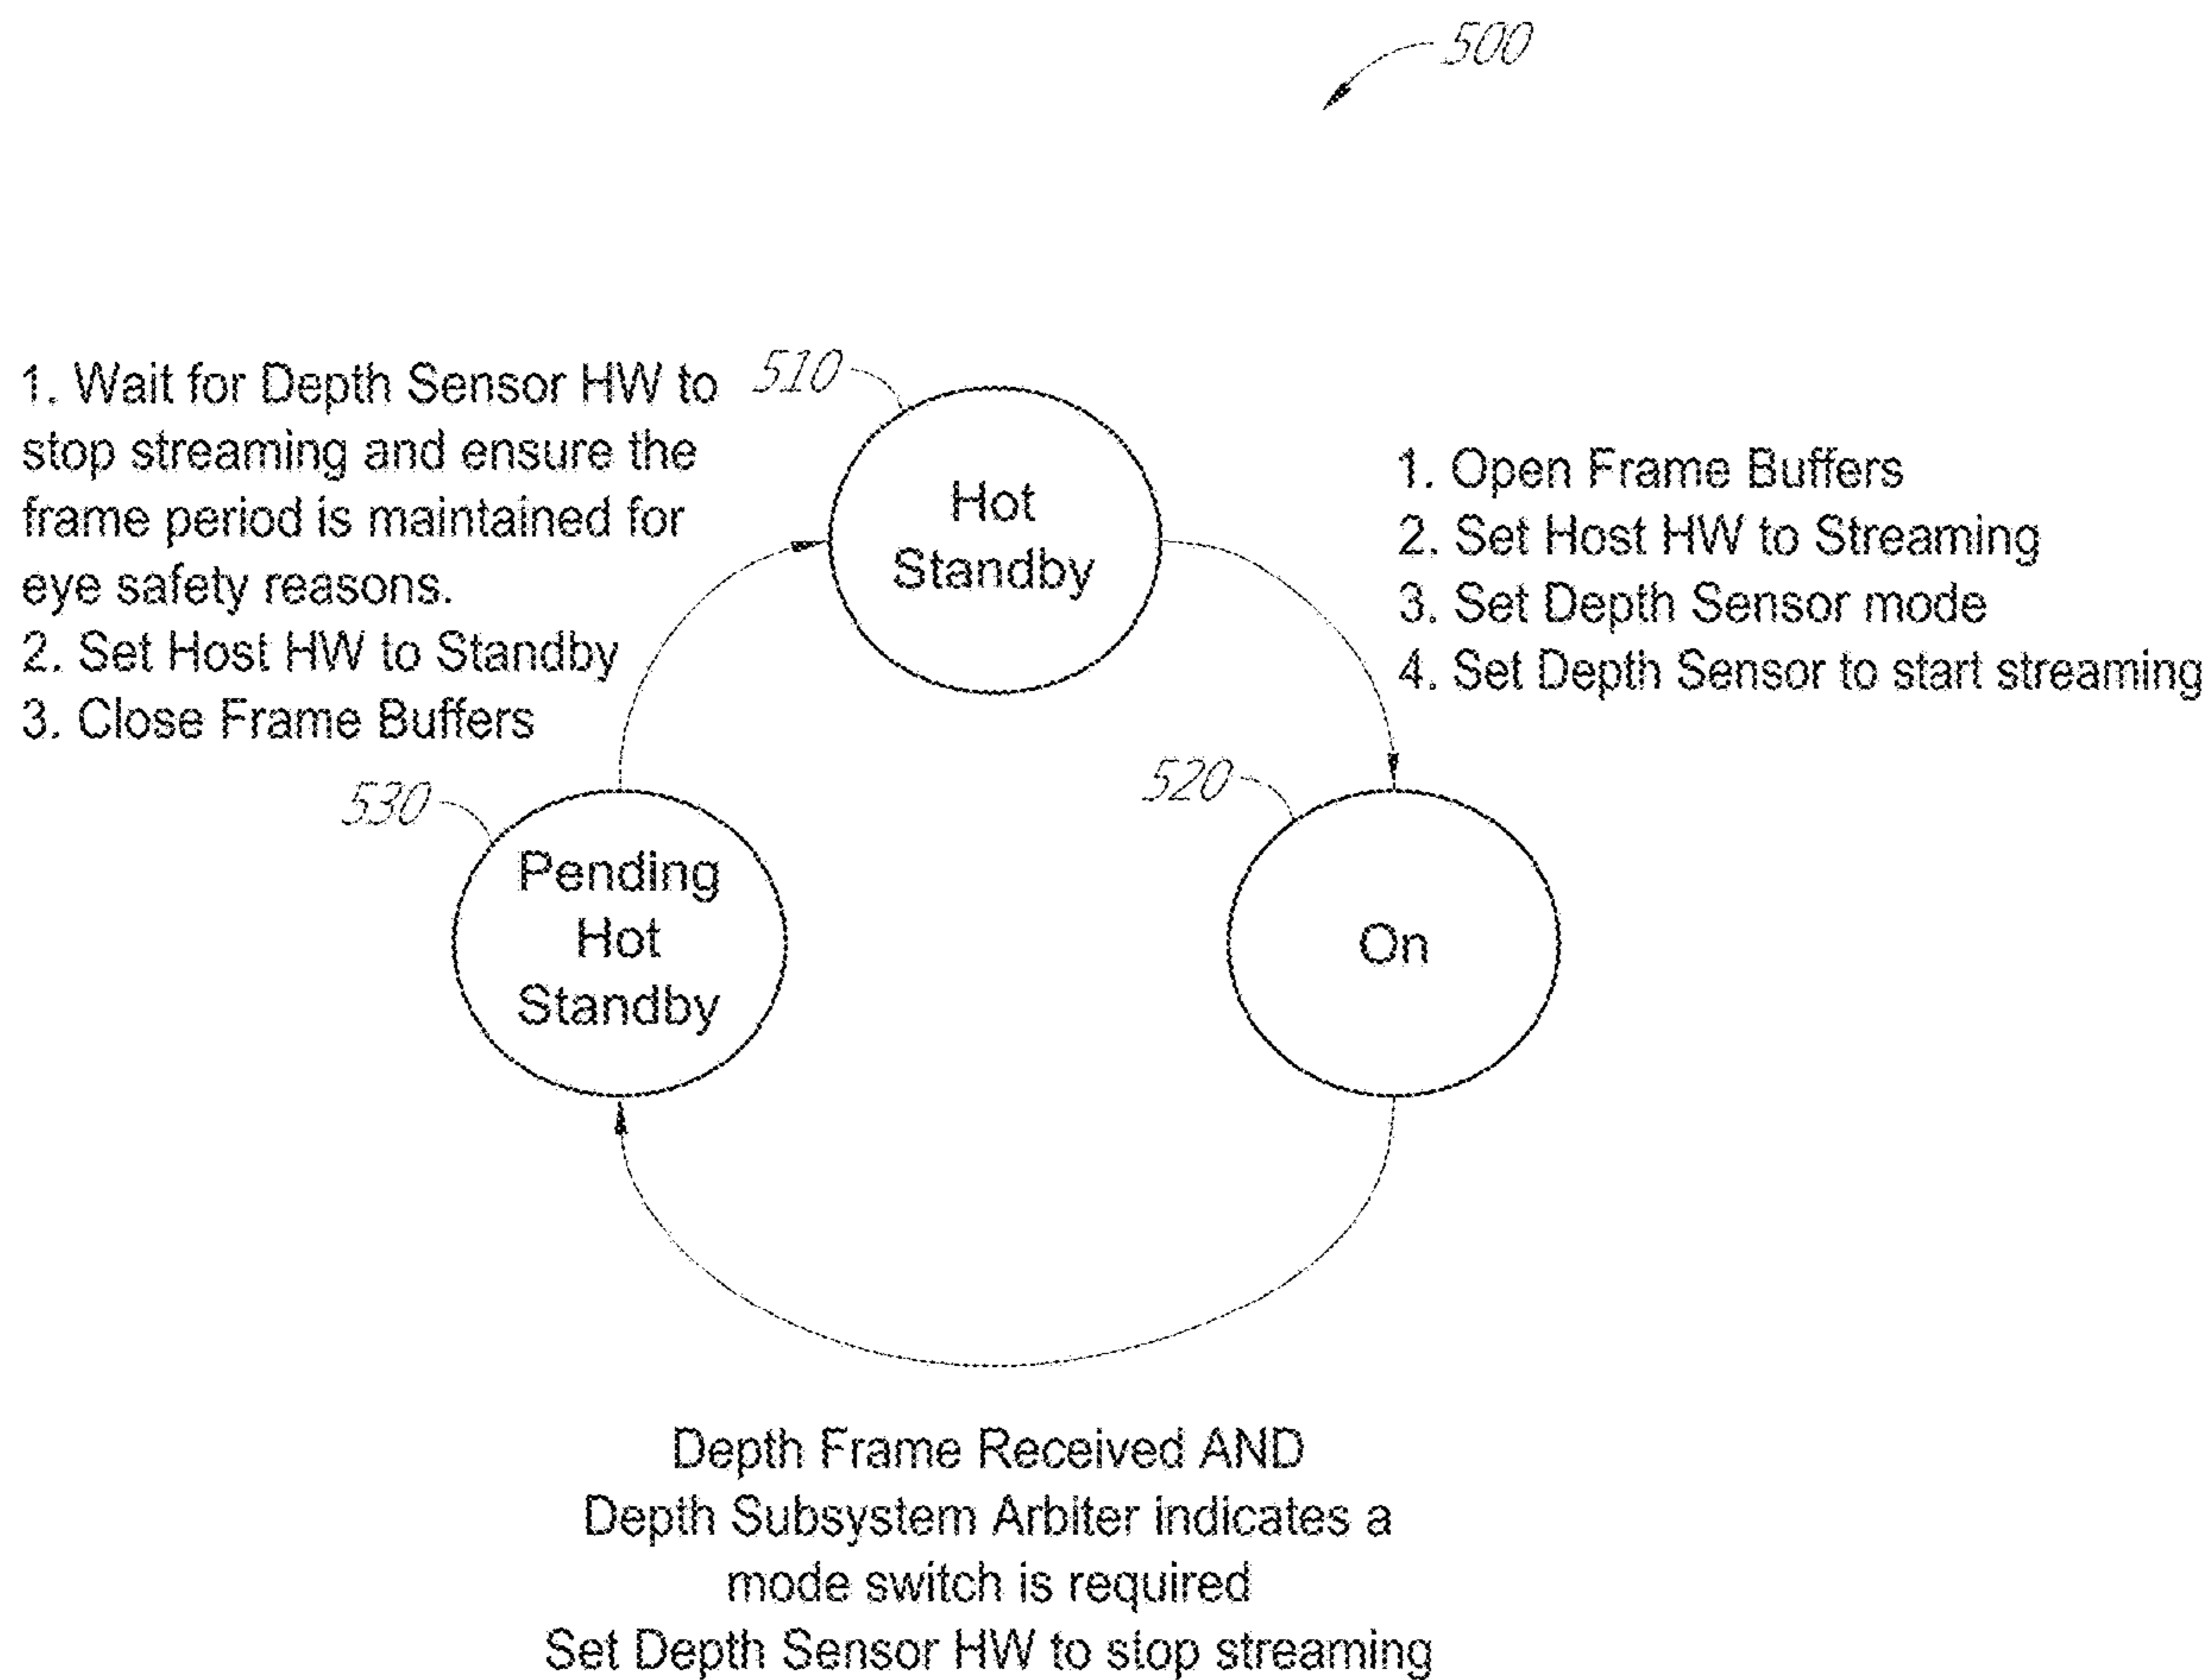 500
1. Wait for Depth Sensor HW to
stop streaming and ensure the
frame period is maintained for
eye safety reasons.
2. Set Host HW to Standby
3. Close Frame Buffers
510
Hot
Standby
1. Open Frame Buffers
2. Set Host HW to Streaming
3. Set Depth Sensor mode
4. Set Depth Sensor to start streaming
530
Pending
Hot
Standby
520
On
Depth Frame Received AND
Depth Subsystem Arbiter indicates a
mode switch is required
Set Depth Sensor HW to stop streaming